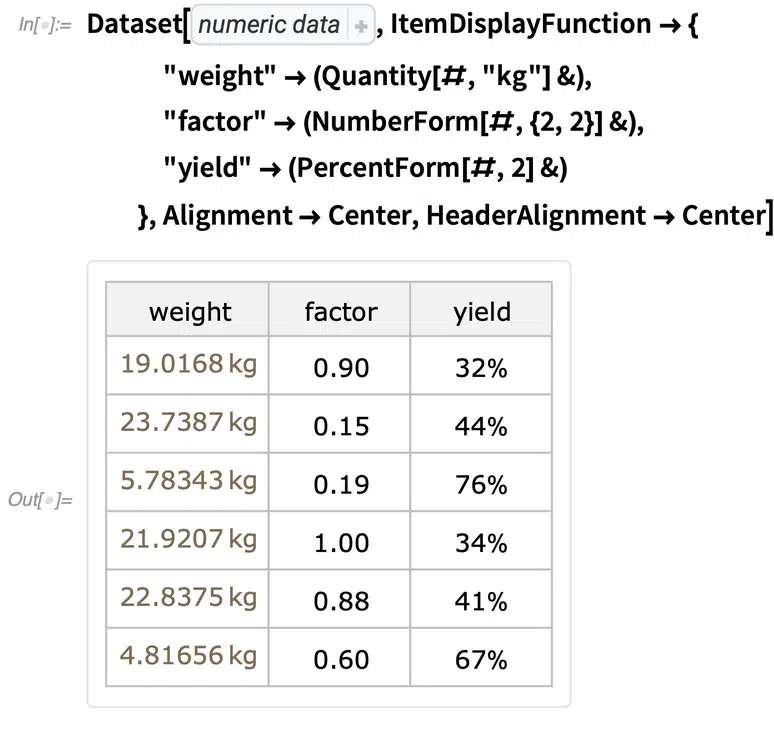 In[◦]:= Dataset[ numeric data + , ItemDisplayFunction → {
"weight" → (Quantity[#, "kg"] &),
"factor" → (NumberForm[#, {2, 2}] &),
"yield" → (PercentForm[#, 2] &)
}, Alignment → Center, HeaderAlignment → Center]
weight factor yield
19.0168 kg 0.90 32%
23.7387 kg 0.15 44%
5.78343 kg 0.19 76%
Out[◦]=
21.9207 kg 1.00 34%
22.8375 kg 0.88 41%
4.81656 kg 0.60 67%